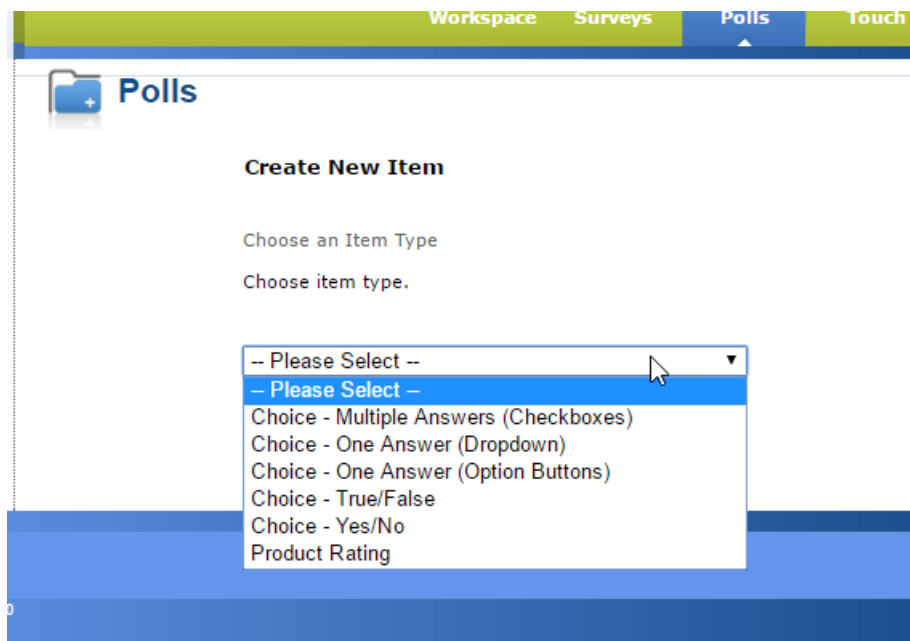 Workspace Surveys Polls Touch
Polls
Create New Item
Choose an Item Type
Choose item type.
-- Please Select --
-- Please Select --
Choice - Multiple Answers (Checkboxes)
Choice - One Answer (Dropdown)
Choice - One Answer (Option Buttons)
Choice - True/False
Choice - Yes/No
Product Rating
0